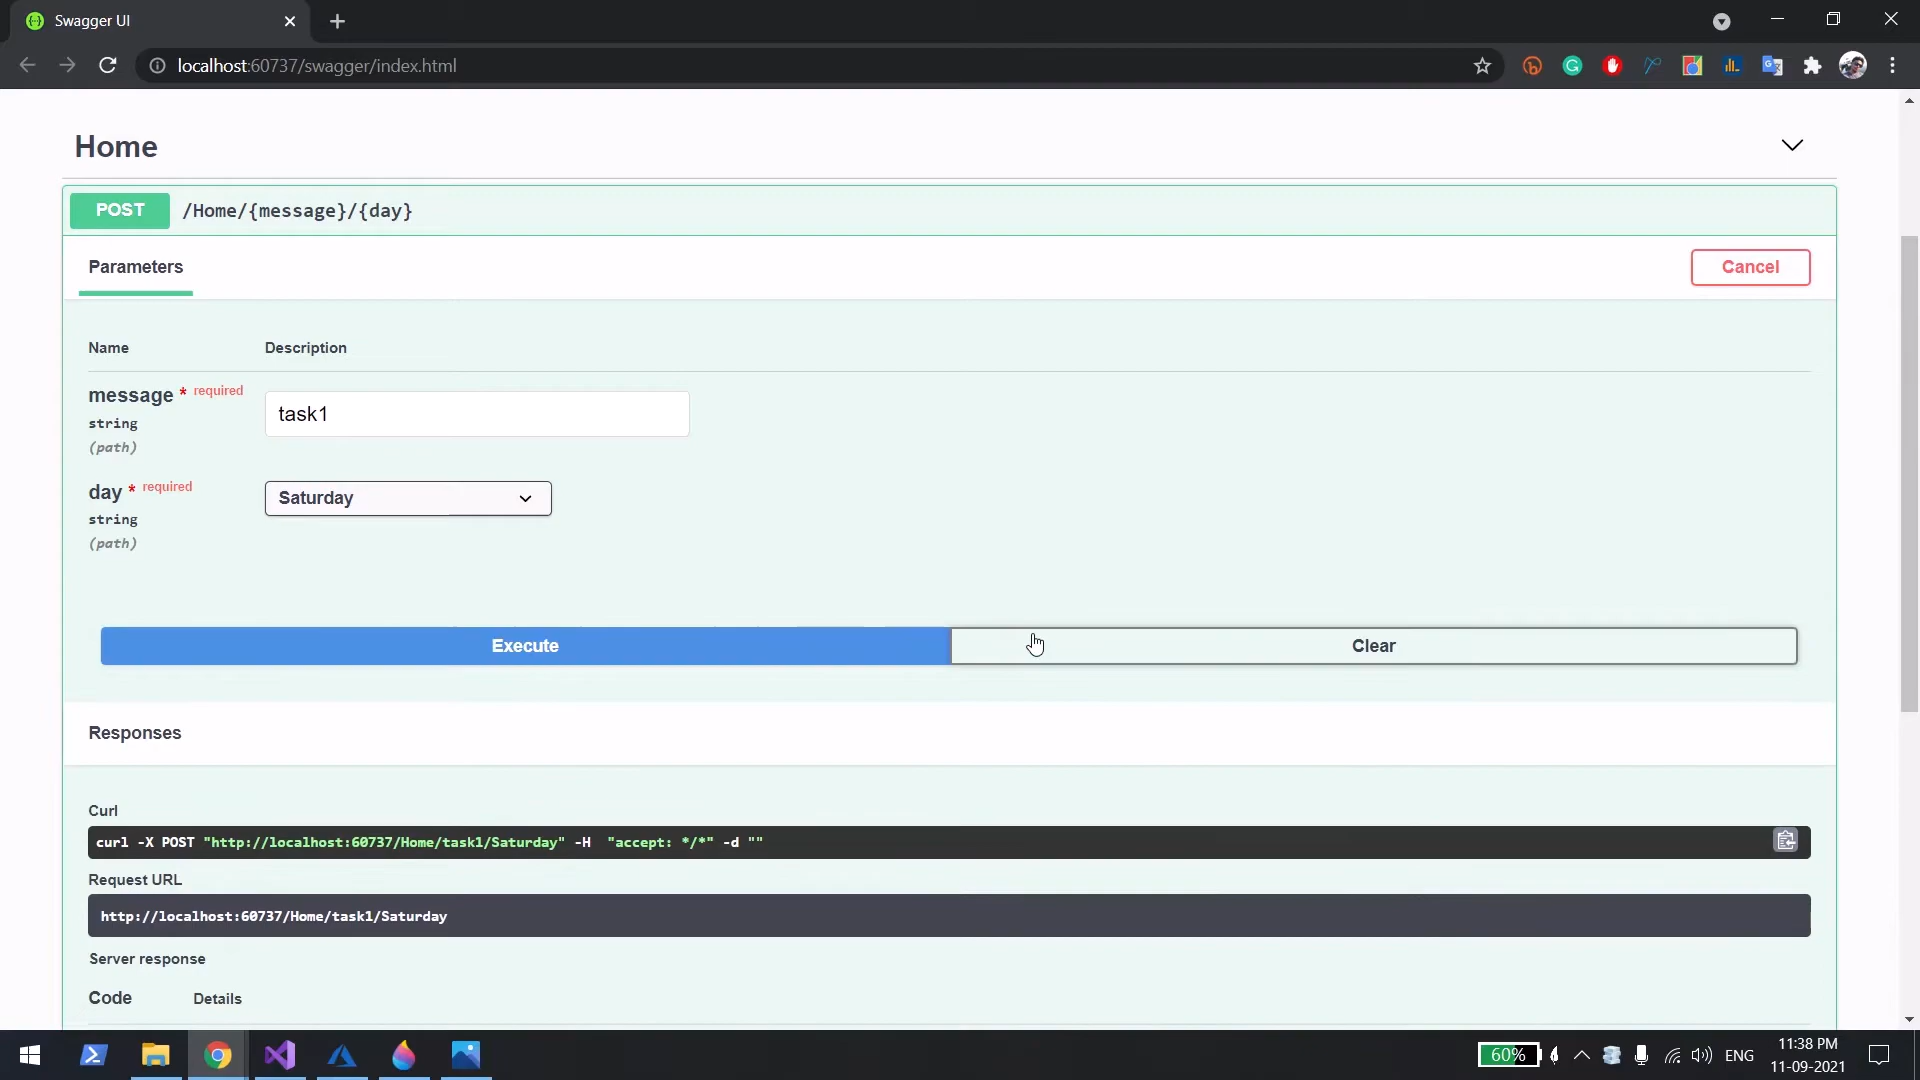 Swagger UI
localhost:60737/swagger/index.html
Home
POST /Home/{message}/{day}
Parameters
Cancel
Name Description
message * required
string
(path)
task1
day * required
string
(path)
Saturday
Execute
Clear
Responses
Curl
curl -X POST "http://localhost:60737/Home/task1/Saturday" -H  "accept: */*" -d ""
Request URL
http://localhost:60737/Home/task1/Saturday
Server response
Code Details
60%
ENG
11:38 PM
11-09-2021